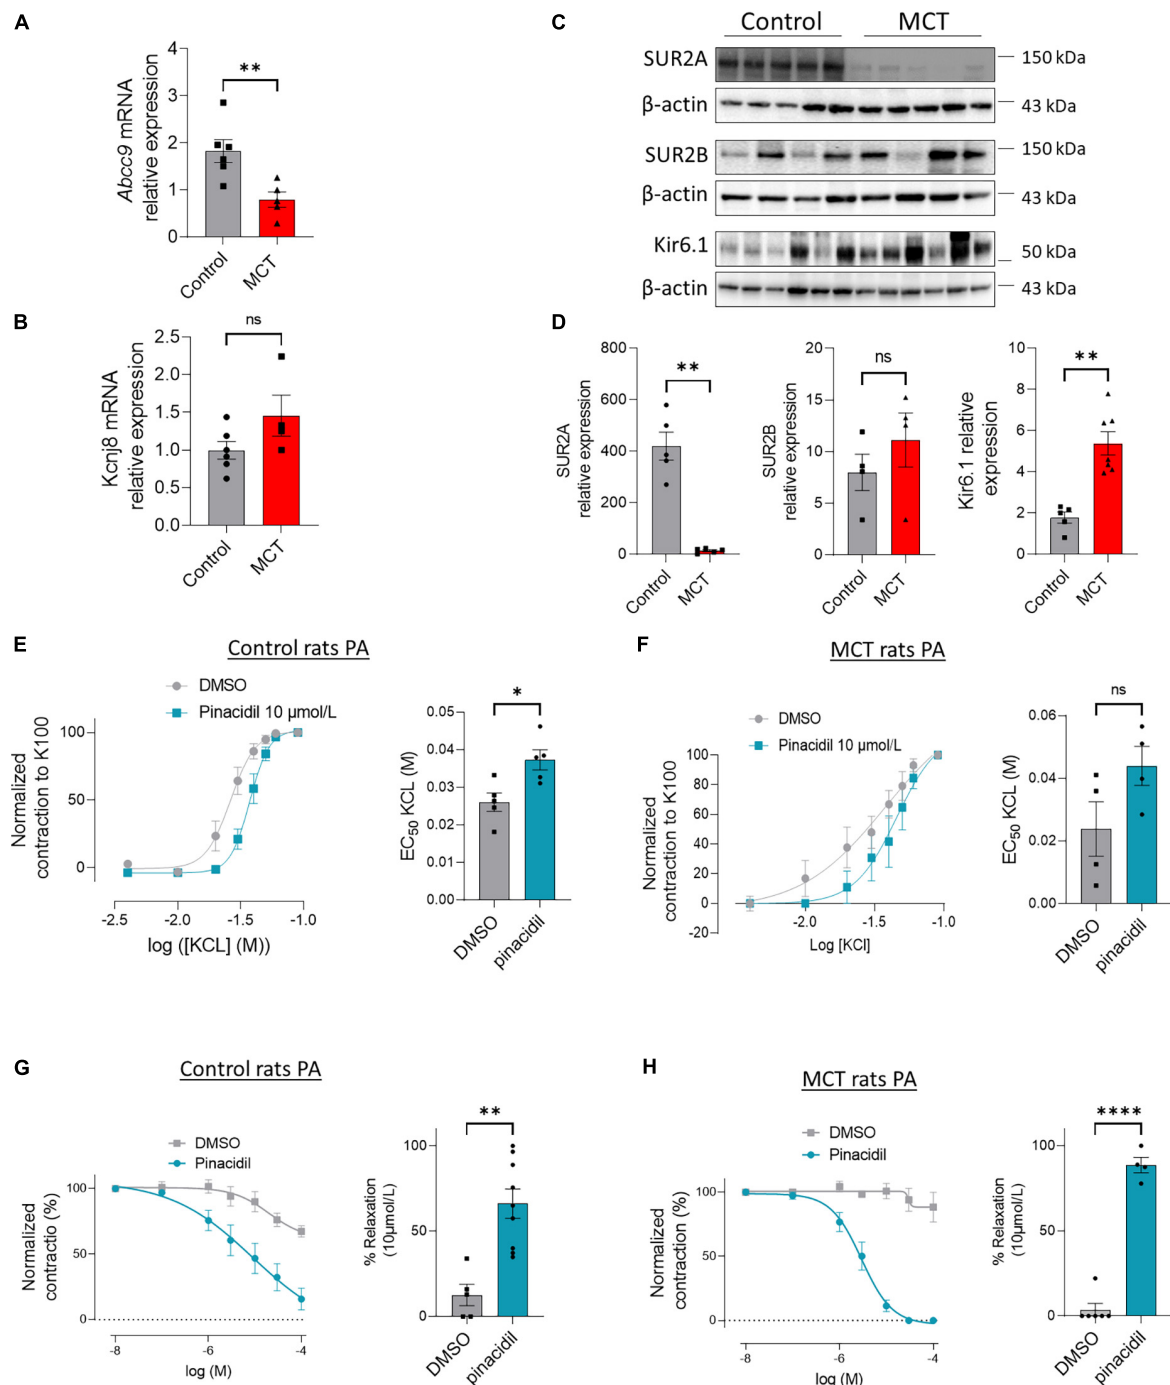 A
4
3
2
1
0
Abcc9 mRNA
relative expression
**
Control
MCT
B
2.5
2.0
1.5
1.0
0.5
0.0
Kcnj8 mRNA
relative expression
ns
Control
MCT
C
Control MCT
SUR2A
150 kDa
β-actin
43 kDa
SUR2B
150 kDa
β-actin
43 kDa
Kir6.1
50 kDa
β-actin
43 kDa
D
800
600
400
200
0
SUR2A
relative expression
**
Control
MCT
20
15
10
5
0
SUR2B
relative expression
ns
Control
MCT
10
8
6
4
2
0
Kir6.1 relative
expression
**
Control
MCT
E
Control rats PA
DMSO
Pinacidil 10 µmol/L
100
50
0
Normalized
contraction to K100
-2.5 -2.0 -1.5 -1.0
log ([KCL] (M))
0.05
0.04
0.03
0.02
0.01
0.00
EC50 KCL (M)
*
DMSO
pinacidil
F
MCT rats PA
DMSO
Pinacidil 10 µmol/L
100
80
60
40
20
0
-20
Normalized
contraction to K100
-2.0 -1.5 -1.0
Log [KCl]
0.06
0.04
0.02
0.00
EC50 KCL (M)
ns
DMSO
pinacidil
G
Control rats PA
DMSO
Pinacidil
100
50
0
Normalized
contractio (%)
-8 -6 -4
log (M)
100
50
0
% Relaxation
(10µmol/L)
**
DMSO
pinacidil
H
MCT rats PA
DMSO
Pinacidil
100
50
0
Normalized
contraction (%)
-8 -6 -4
log (M)
100
50
0
% Relaxation
(10µmol/L)
****
DMSO
pinacidil